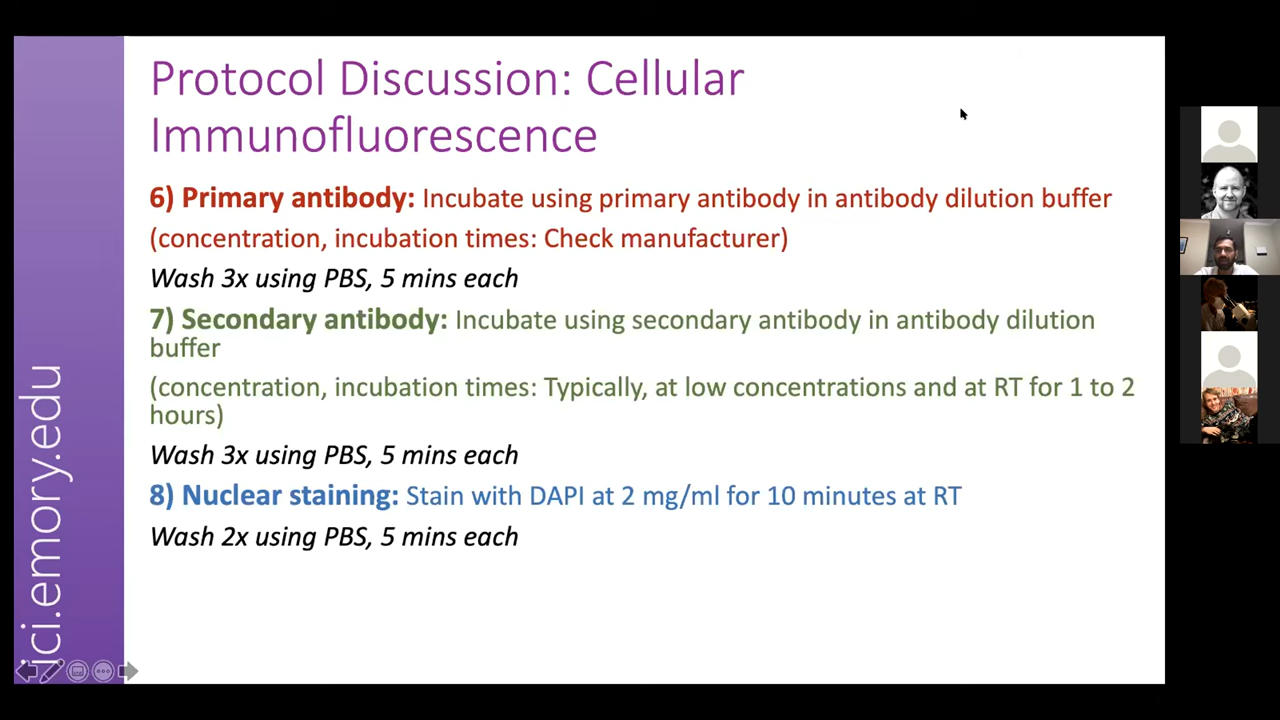 Protocol Discussion: Cellular
Immunofluorescence
6) Primary antibody: Incubate using primary antibody in antibody dilution buffer
(concentration, incubation times: Check manufacturer)
Wash 3x using PBS, 5 mins each
7) Secondary antibody: Incubate using secondary antibody in antibody dilution
buffer
(concentration, incubation times: Typically, at low concentrations and at RT for 1 to 2
hours)
Wash 3x using PBS, 5 mins each
8) Nuclear staining: Stain with DAPI at 2 mg/ml for 10 minutes at RT
Wash 2x using PBS, 5 mins each
ici.emory.edu